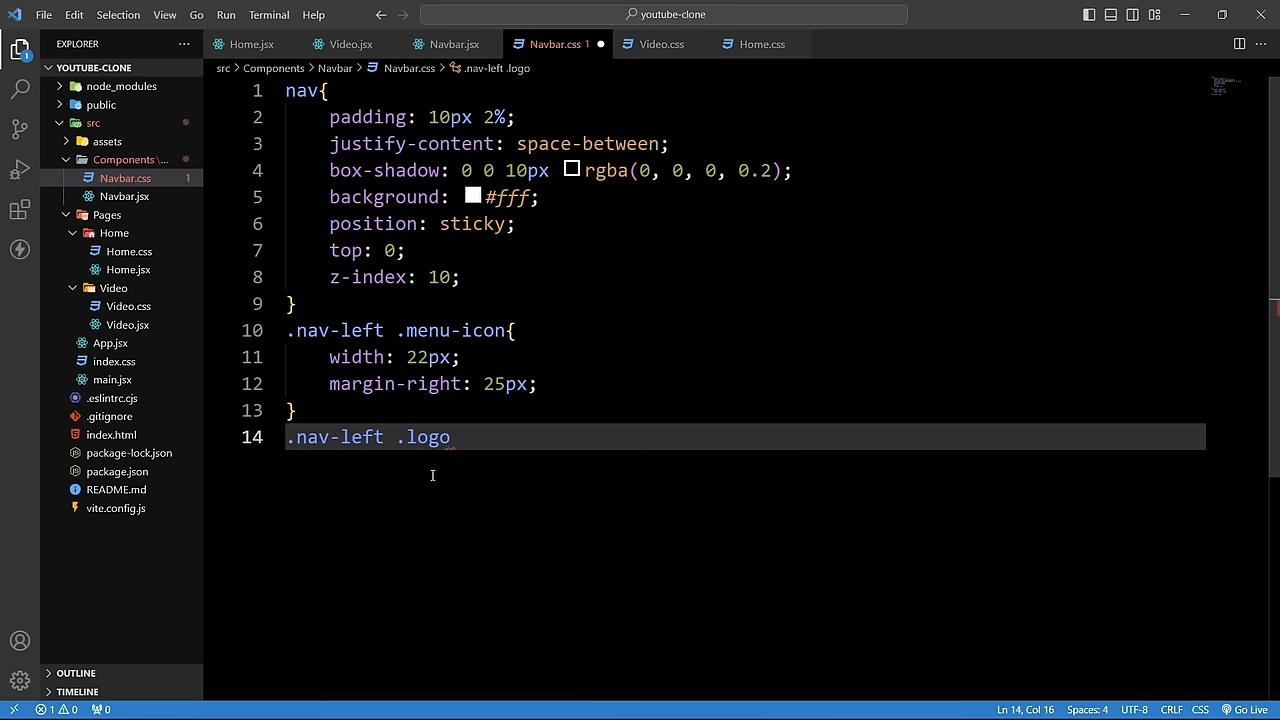 File Edit Selection View Go Run Terminal Help
youtube-clone
EXPLORER
Home.jsx Video.jsx Navbar.jsx Navbar.css 1 Video.css Home.css
YOUTUBE-CLONE
src > Components > Navbar > Navbar.css > .nav-left .logo
node_modules
public
src
assets
Components \...
Navbar.css 1
Navbar.jsx
Pages
Home
Home.css
Home.jsx
Video
Video.css
Video.jsx
App.jsx
index.css
main.jsx
.eslintrc.cjs
.gitignore
index.html
package-lock.json
package.json
README.md
vite.config.js
OUTLINE
TIMELINE
1
1 nav{
2 padding: 10px 2%;
3 justify-content: space-between;
4 box-shadow: 0 0 10px rgba(0, 0, 0, 0.2);
5 background: #fff;
6 position: sticky;
7 top: 0;
8 z-index: 10;
9 }
10 .nav-left .menu-icon{
11 width: 22px;
12 margin-right: 25px;
13 }
14 .nav-left .logo
1 0 0 Ln 14, Col 16 Spaces: 4 UTF-8 CRLF CSS Go Live